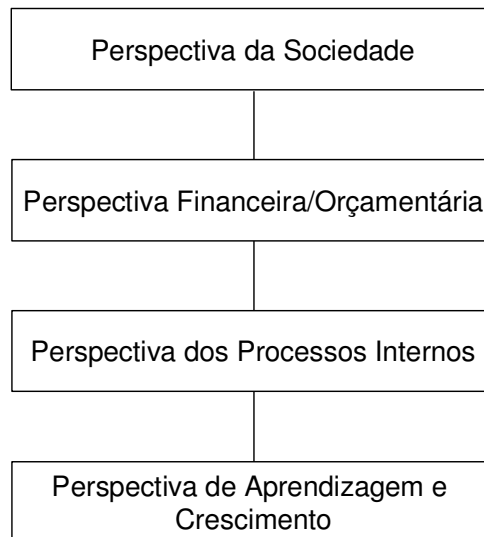 Perspectiva da Sociedade
Perspectiva Financeira/Orçamentária
Perspectiva dos Processos Internos
Perspectiva de Aprendizagem e
Crescimento